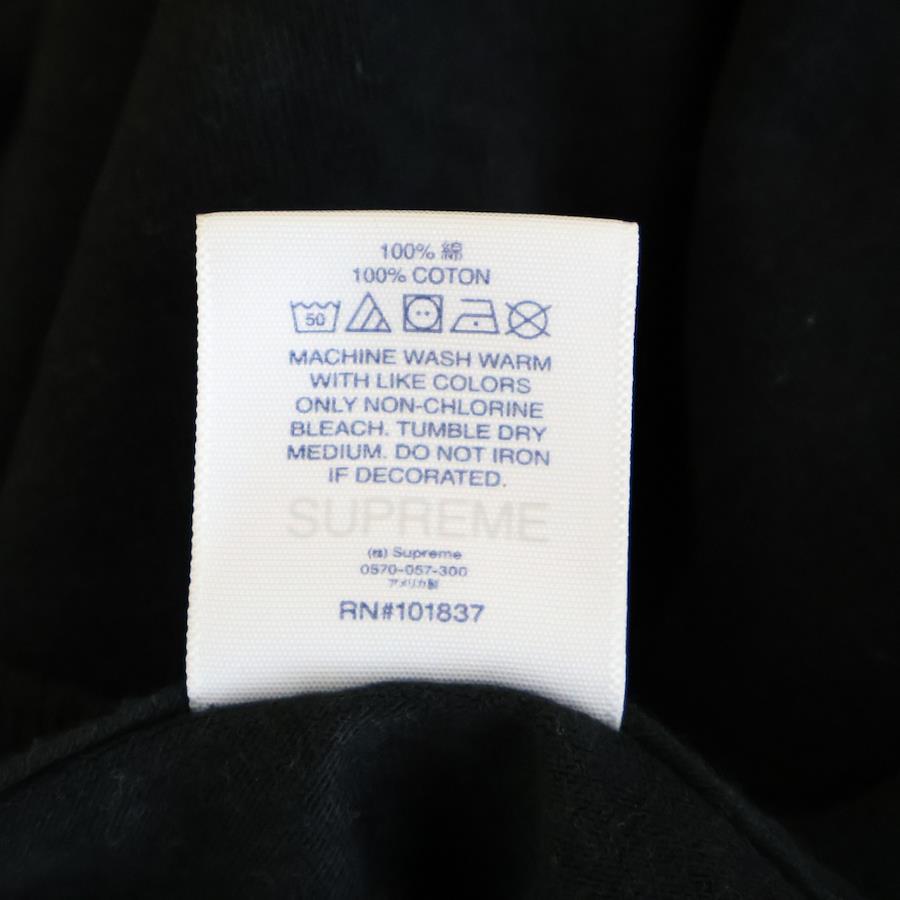 100% 綿
100% COTON
50
MACHINE WASH WARM
WITH LIKE COLORS
ONLY NON-CHLORINE
BLEACH. TUMBLE DRY
MEDIUM. DO NOT IRON
IF DECORATED.
SUPREME
(株) Supreme
0570-057-300
アメリカ製
RN#101837